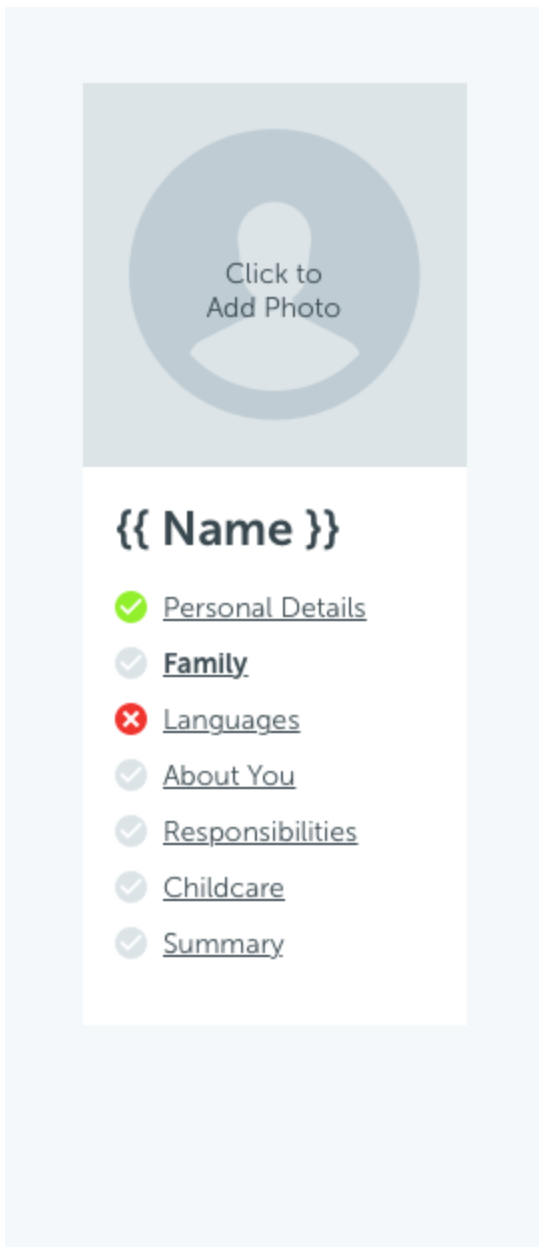 Click to
Add Photo
{{ Name }}
Personal Details
Family
Languages
About You
Responsibilities
Childcare
Summary